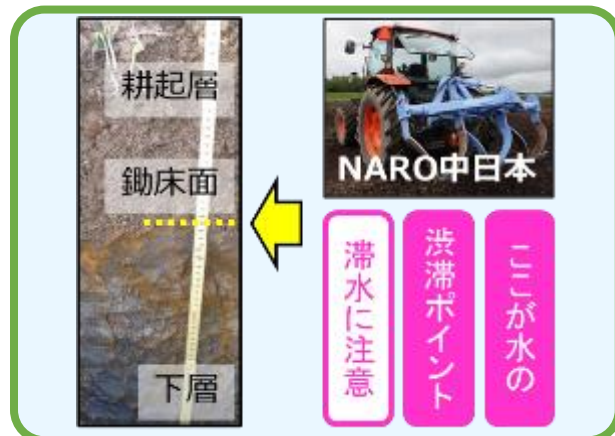 耕起層
鋤床面
下層
NARO中日本
ここが水の
渋滞ポイント
滞水に注意